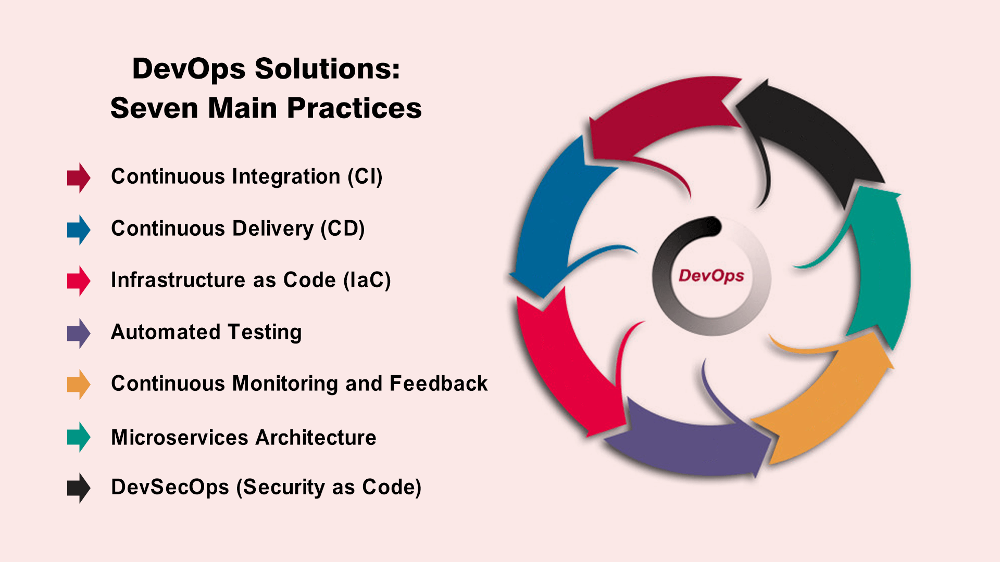 DevOps Solutions:
Seven Main Practices
Continuous Integration (CI)
Continuous Delivery (CD)
Infrastructure as Code (IaC)
Automated Testing
Continuous Monitoring and Feedback
Microservices Architecture
DevSecOps (Security as Code)
DevOps